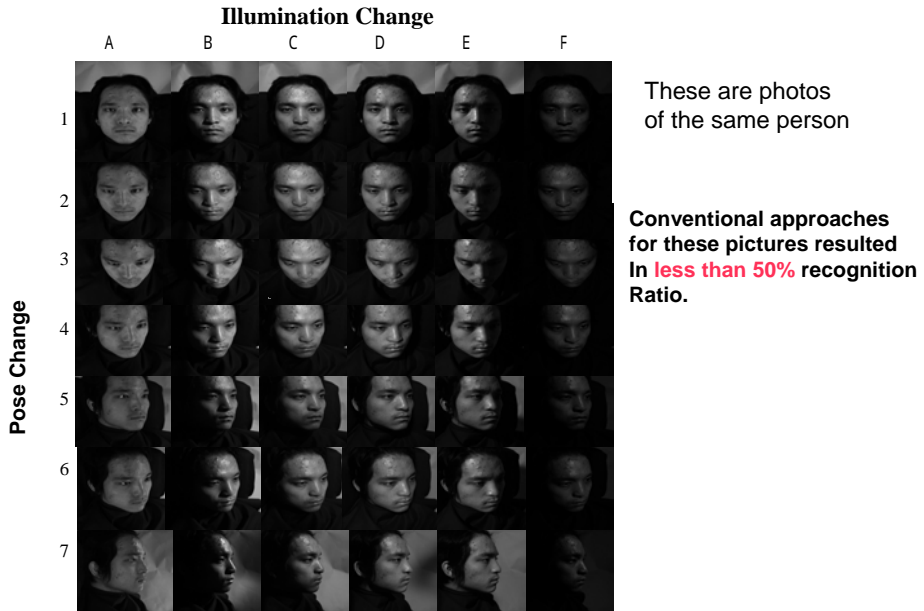 Illumination Change
A B C D E F
These are photos
of the same person
1
2
Conventional approaches
for these pictures resulted
In less than 50% recognition
Ratio.
3
4
Pose Change
5
6
7